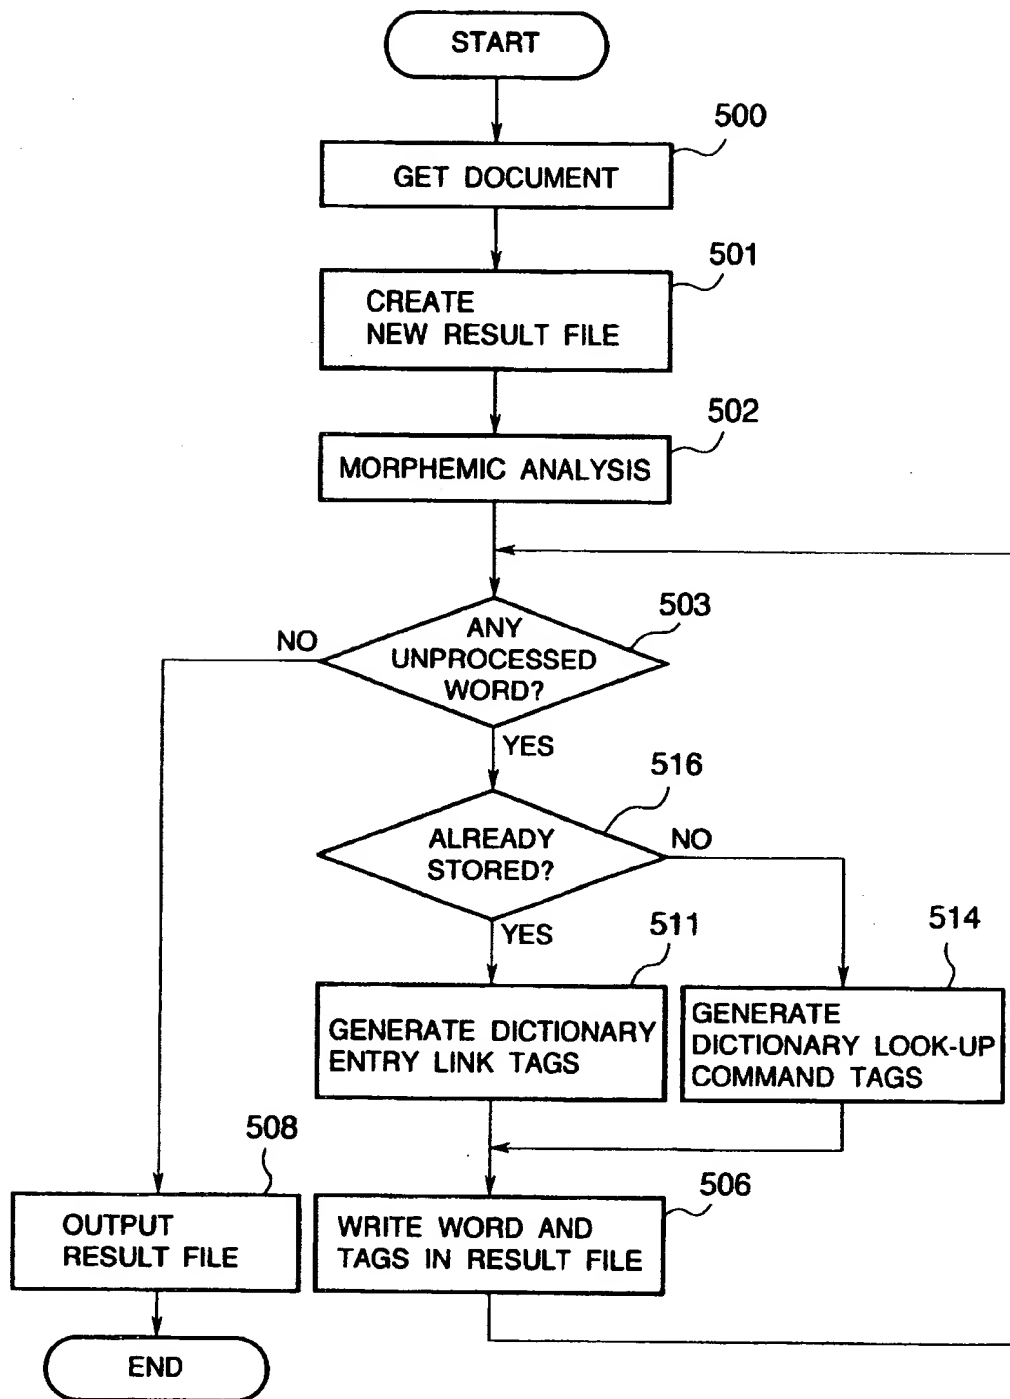 START
500
GET DOCUMENT
501
CREATE
NEW RESULT FILE
502
MORPHEMIC ANALYSIS
503
NO
ANY
UNPROCESSED
WORD?
YES
516
ALREADY
STORED?
NO
YES
511
514
GENERATE DICTIONARY
ENTRY LINK TAGS
GENERATE
DICTIONARY LOOK-UP
COMMAND TAGS
508
506
OUTPUT
RESULT FILE
WRITE WORD AND
TAGS IN RESULT FILE
END